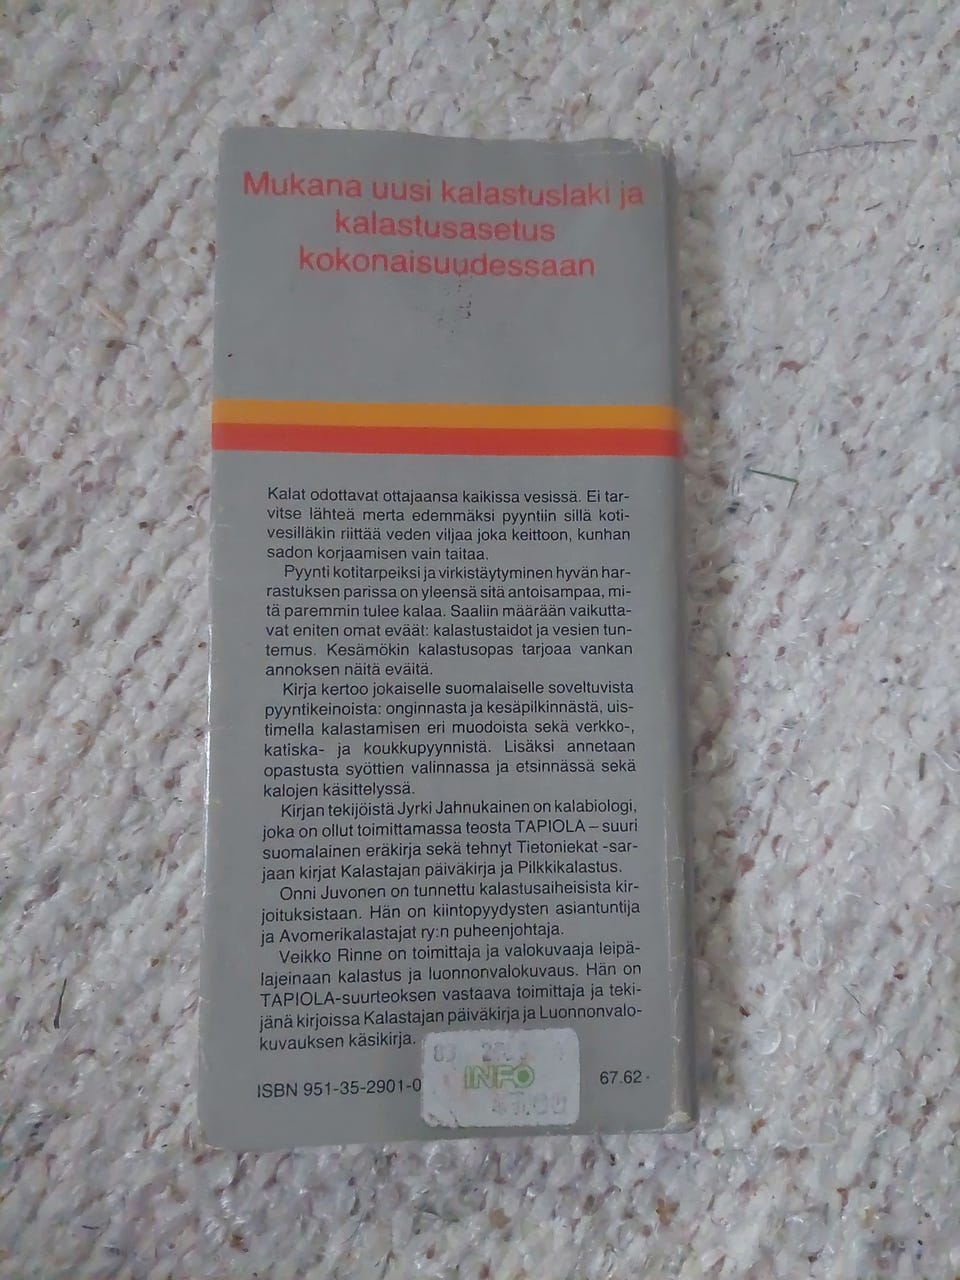 Mukana uusi kalastuslaki ja
kalastusasetus
kokonaisuudessaan
Kalat odottavat ottajaansa kaikissa vesissä. Ei tar-
vitse lähteä merta edemmäksi pyyntiin sillä koti-
vesilläkin riittää veden viljaa joka keittoon, kunhan
sadon korjaamisen vain taitaa.
Pyynti kotitarpeiksi ja virkistäytyminen hyvän har-
rastuksen parissa on yleensä sitä antoisampaa, mi-
tä paremmin tulee kalaa. Saaliin määrään vaikutta-
vat eniten omat eväät: kalastustaidot ja vesien tun-
temus. Kesämökin kalastusopas tarjoaa vankan
annoksen näitä eväitä.
Kirja kertoo jokaiselle suomalaiselle soveltuvista
pyyntikeinoista: onginnasta ja kesäpilkinnästä, uis-
timella kalastamisen eri muodoista sekä verkko-,
katiska- ja koukkupyynnistä. Lisäksi annetaan
opastusta syöttien valinnassa ja etsinnässä sekä
kalojen käsittelyssä.
Kirjan tekijöistä Jyrki Jahnukainen on kalabiologi,
joka on ollut toimittamassa teosta TAPIOLA – suuri
suomalainen eräkirja sekä tehnyt Tietoniekat -sar-
jaan kirjat Kalastajan päiväkirja ja Pilkkikalastus.
Onni Juvonen on tunnettu kalastusaiheisista kir-
joituksistaan. Hän on kiintopyydysten asiantuntija
ja Avomerikalastajat ry:n puheenjohtaja.
Veikko Rinne on toimittaja ja valokuvaaja leipä-
lajeinaan kalastus ja luonnonvalokuvaus. Hän on
TAPIOLA-suurteoksen vastaava toimittaja ja teki-
jänä kirjoissa Kalastajan päiväkirja ja Luonnonvalo-
kuvauksen käsikirja.
INFO
ISBN 951-35-2901-0 67.62